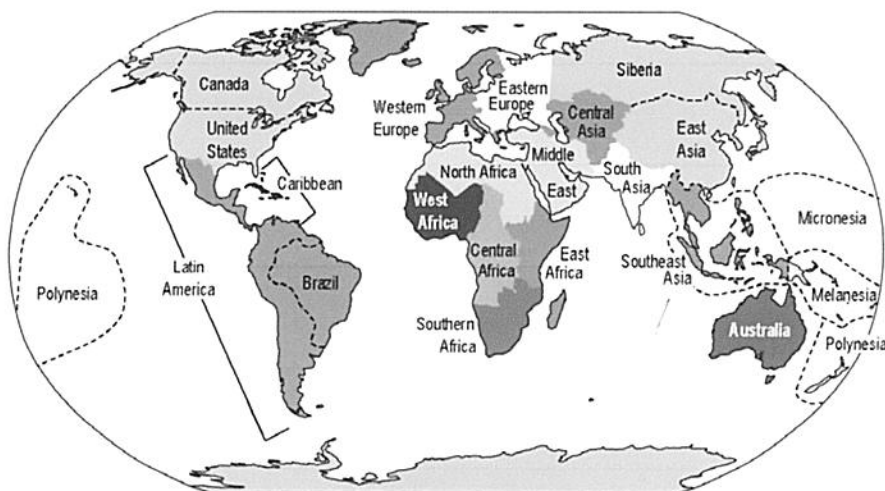 Canada
United
States
Caribbean
Latin
America
Brazil
Polynesia
Western
Europe
Eastern
Europe
Siberia
Central
Asia
East
Asia
North Africa
Middle
East
South
Asia
West
Africa
Central
Africa
East
Africa
Southern
Africa
Southeast
Asia
Micronesia
Melanesia
Australia
Polynesia